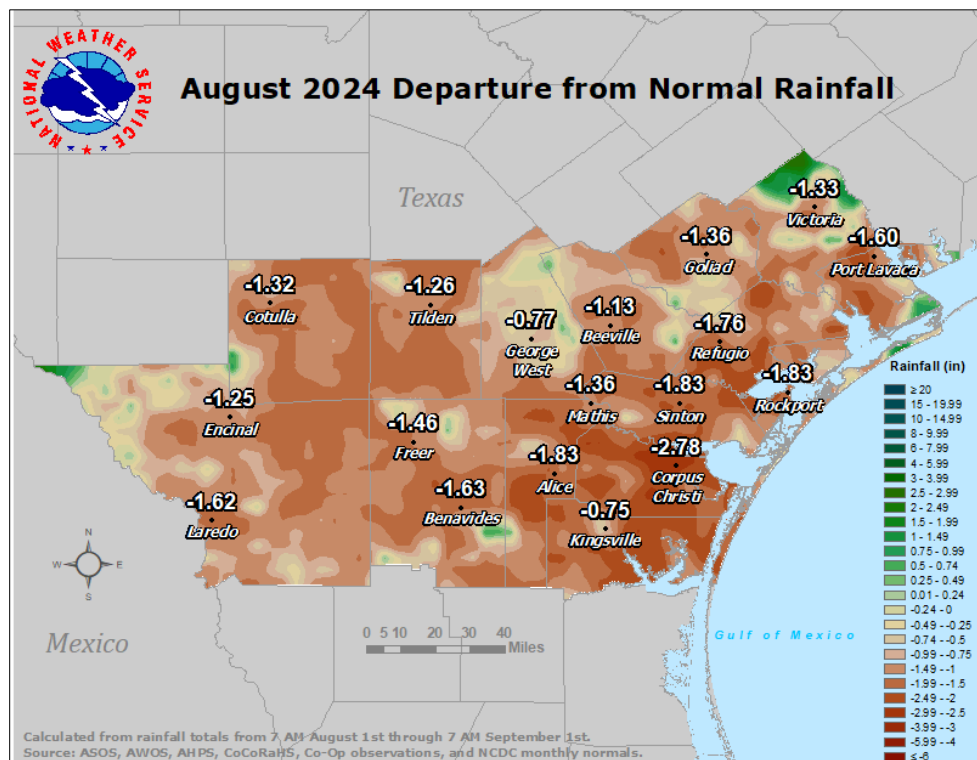 NATIONAL WEATHER SERVICE
August 2024 Departure from Normal Rainfall
Texas
-1.33
Victoria
-1.36
Goliad
-1.60
Port Lavaca
-1.32
Cotulla
-1.26
Tilden
-0.77
George
West
-1.13
Beeville
-1.76
Refugio
-1.83
Rockport
-1.25
Encinal
-1.36
Mathis
-1.83
Sinton
-1.46
Freer
-1.83
Alice
-2.78
Corpus
Christi
-1.62
Laredo
-1.63
Benavides
-0.75
Kingsville
N
W E
S
Mexico
0 5 10 20 30 40
Miles
Gulf of Mexico
Rainfall (in)
≥ 20
15 - 19.99
10 - 14.99
8 - 9.99
6 - 7.99
4 - 5.99
3 - 3.99
2.5 - 2.99
2 - 2.49
1.5 - 1.99
1 - 1.49
0.75 - 0.99
0.5 - 0.74
0.25 - 0.49
0.01 - 0.24
-0.24 - 0
-0.49 - -0.25
-0.74 - -0.5
-0.99 - -0.75
-1.49 - -1
-1.99 - -1.5
-2.49 - -2
-2.99 - -2.5
-3.99 - -3
-5.99 - -4
≤ -6
Calculated from rainfall totals from 7 AM August 1st through 7 AM September 1st.
Source: ASOS, AWOS, AHPS, CoCoRaHS, Co-Op observations, and NCDC monthly normals.